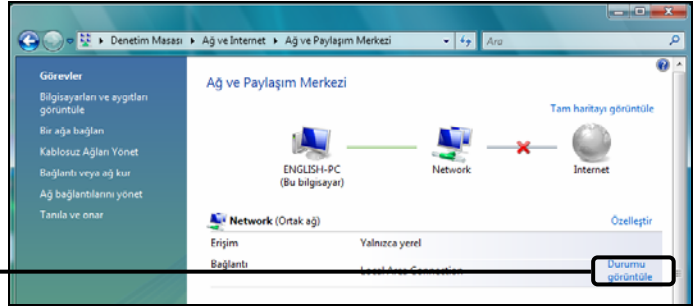 Denetim Masası ▸ Ağ ve Internet ▸ Ağ ve Paylaşım Merkezi
Ara
Görevler
Bilgisayarları ve aygıtları
görüntüle
Bir ağa bağlan
Kablosuz Ağları Yönet
Bağlantı veya ağ kur
Ağ bağlantılarını yönet
Tanıla ve onar
Ağ ve Paylaşım Merkezi
Tam haritayı görüntüle
ENGLISH-PC
(Bu bilgisayar)
Network
Internet
Network (Ortak ağ)
Özelleştir
Erişim
Yalnızca yerel
Bağlantı
Local Area Connection
Durumu
görüntüle